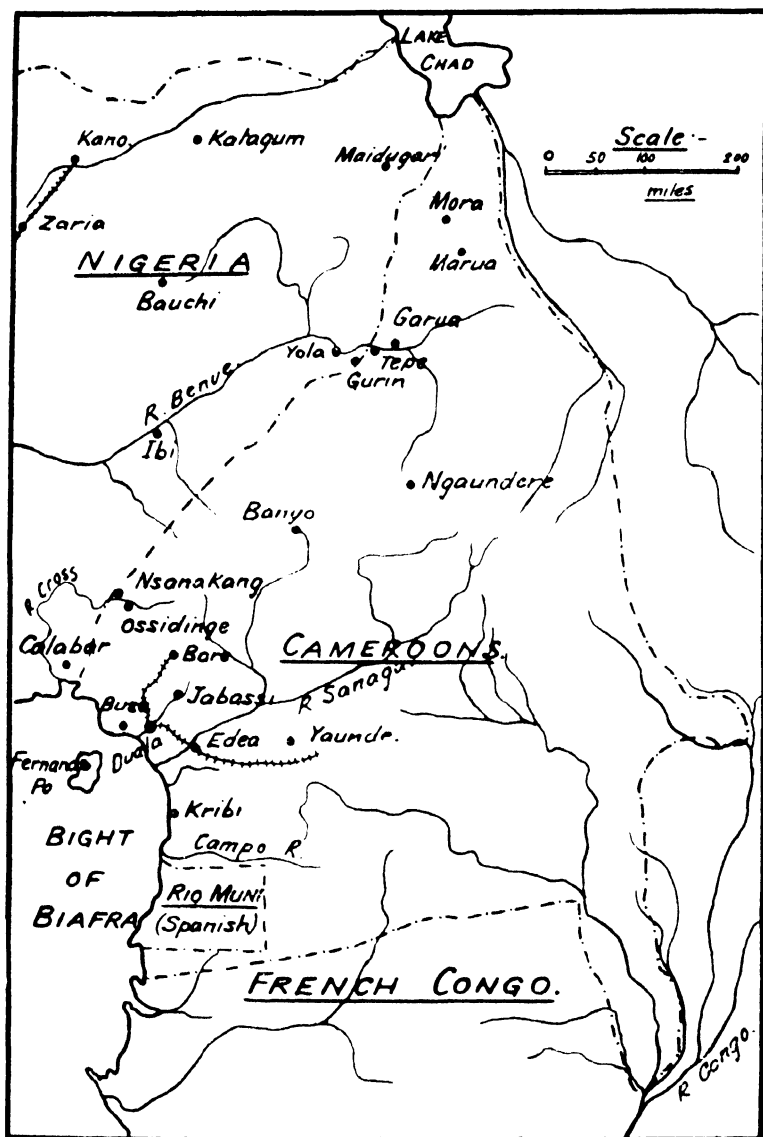 LAKE
CHAD
Kano.
Katagum
Maidugari
Scale:-
0 50 100 200
miles
Zaria
Mora
NIGERIA
Marua
Bauchi
Garua
Yola
Tepe
Gurin
R. Benue.
Ibi
Ngaundere
Banyo
R Cross
Nsanakang
Ossidinge
Calabar
CAMEROONS.
Bare
R Sanaga
Jabassi
Buea
Duala
Edea
Yaunde.
Fernando
Po
Kribi
BIGHT
OF
BIAFRA
Campo R.
RIO MUNI
(Spanish)
FRENCH CONGO.
R Congo.